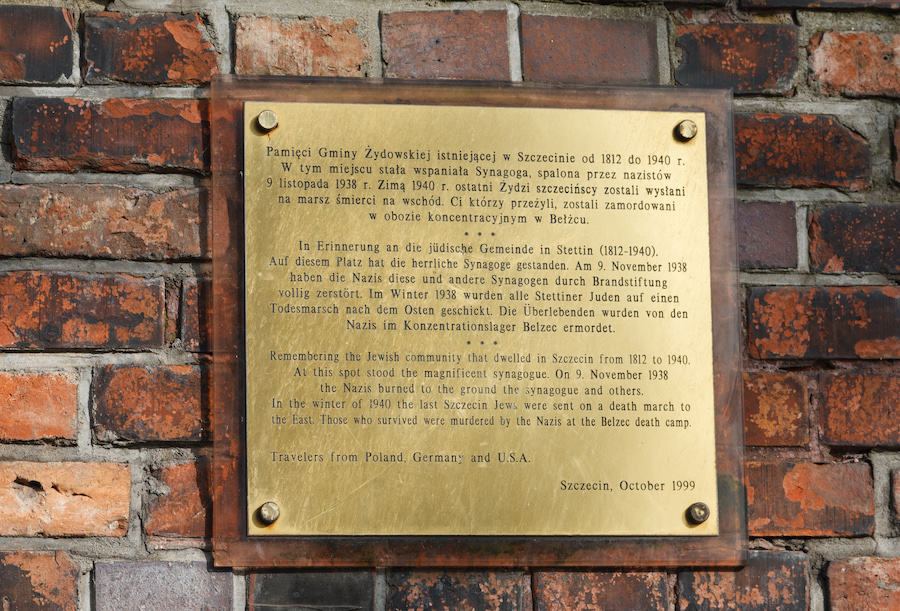 Pamięci Gminy Żydowskiej istniejącej w Szczecinie od 1812 do 1940 r.
W tym miejscu stała wspaniała Synagoga, spalona przez nazistów
9 listopada 1938 r. Zimą 1940 r. ostatni Żydzi szczecińscy zostali wysłani
na marsz śmierci na wschód. Ci którzy przeżyli, zostali zamordowani
w obozie koncentracyjnym w Bełżcu.
* * *
In Erinnerung an die jüdische Gemeinde in Stettin (1812-1940).
Auf diesem Platz hat die herrliche Synagoge gestanden. Am 9. November 1938
haben die Nazis diese und andere Synagogen durch Brandstiftung
vollig zerstört. Im Winter 1938 wurden alle Stettiner Juden auf einen
Todesmarsch nach dem Osten geschickt. Die Überlebenden wurden von den
Nazis im Konzentrationslager Belzec ermordet.
* * *
Remembering the Jewish community that dwelled in Szczecin from 1812 to 1940.
At this spot stood the magnificent synagogue. On 9. November 1938
the Nazis burned to the ground the synagogue and others.
In the winter of 1940 the last Szczecin Jews were sent on a death march to
the East. Those who survived were murdered by the Nazis at the Belzec death camp.
Travelers from Poland, Germany and U.S.A.
Szczecin, October 1999